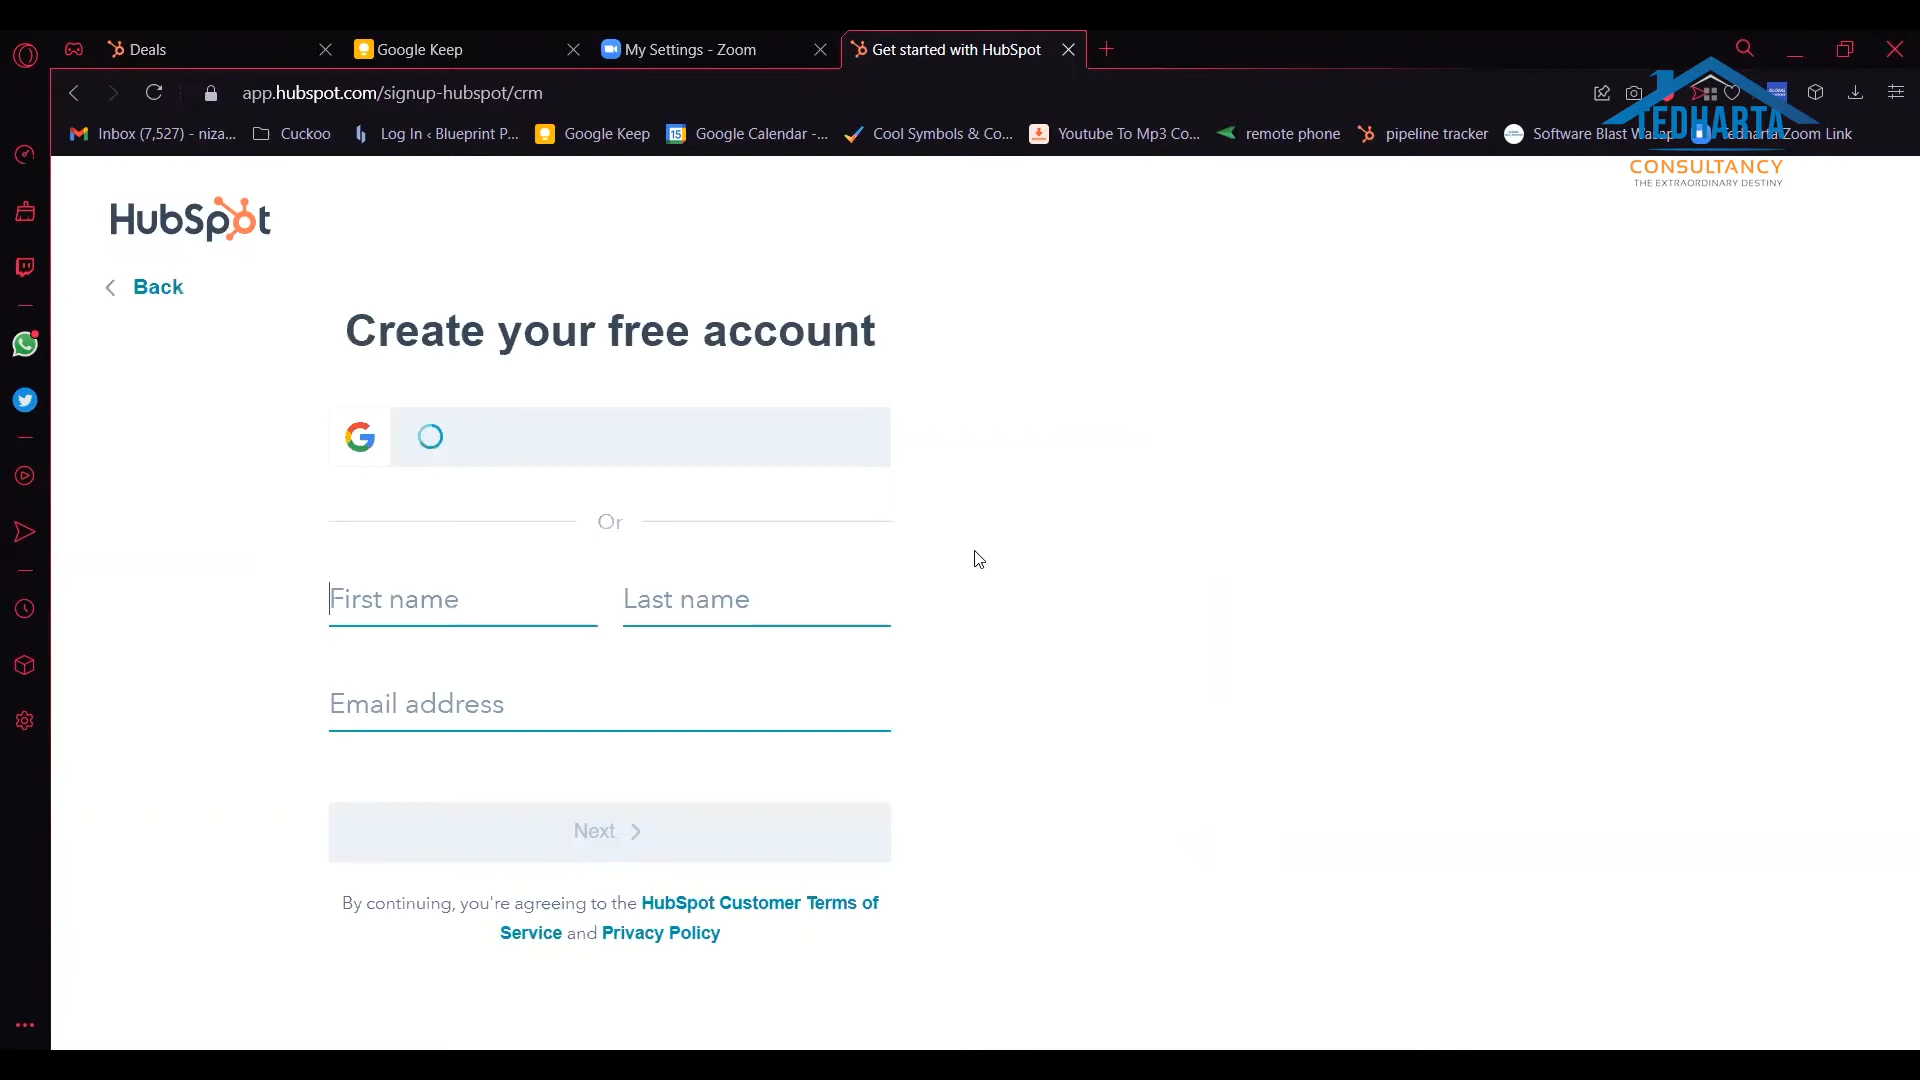 Deals
Google Keep
My Settings - Zoom
Get started with HubSpot
app.hubspot.com/signup-hubspot/crm
Inbox (7,527) - niza...
Cuckoo
Log In ‹ Blueprint P...
Google Keep
15
Google Calendar -...
Cool Symbols & Co...
Youtube To Mp3 Co...
remote phone
pipeline tracker
Software Blast Wasap
Tedharta Zoom Link
TEDHARTA
CONSULTANCY
THE EXTRAORDINARY DESTINY
HubSpot
Back
Create your free account
Or
First name
Last name
Email address
Next
By continuing, you're agreeing to the HubSpot Customer Terms of
Service and Privacy Policy